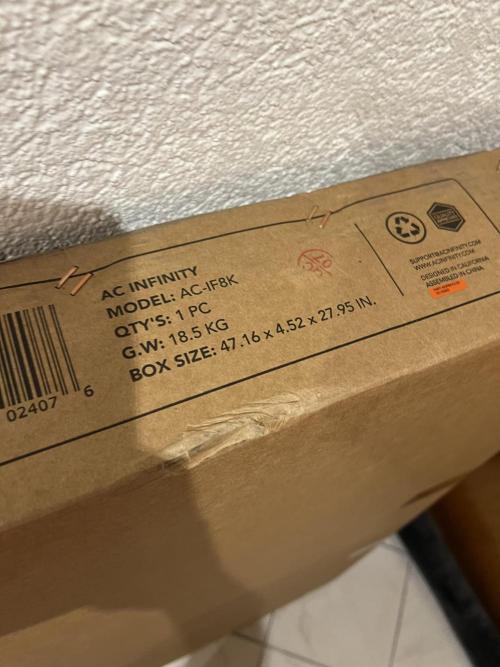 AC INFINITY
MODEL: AC-IF8K
QTY'S: 1 PC
G.W: 18.5 KG
BOX SIZE: 47.16 x 4.52 x 27.95 IN.
02407 6
SUPPORT@ACINFINITY.COM
WWW.ACINFINITY.COM
DESIGNED IN CALIFORNIA
ASSEMBLED IN CHINA